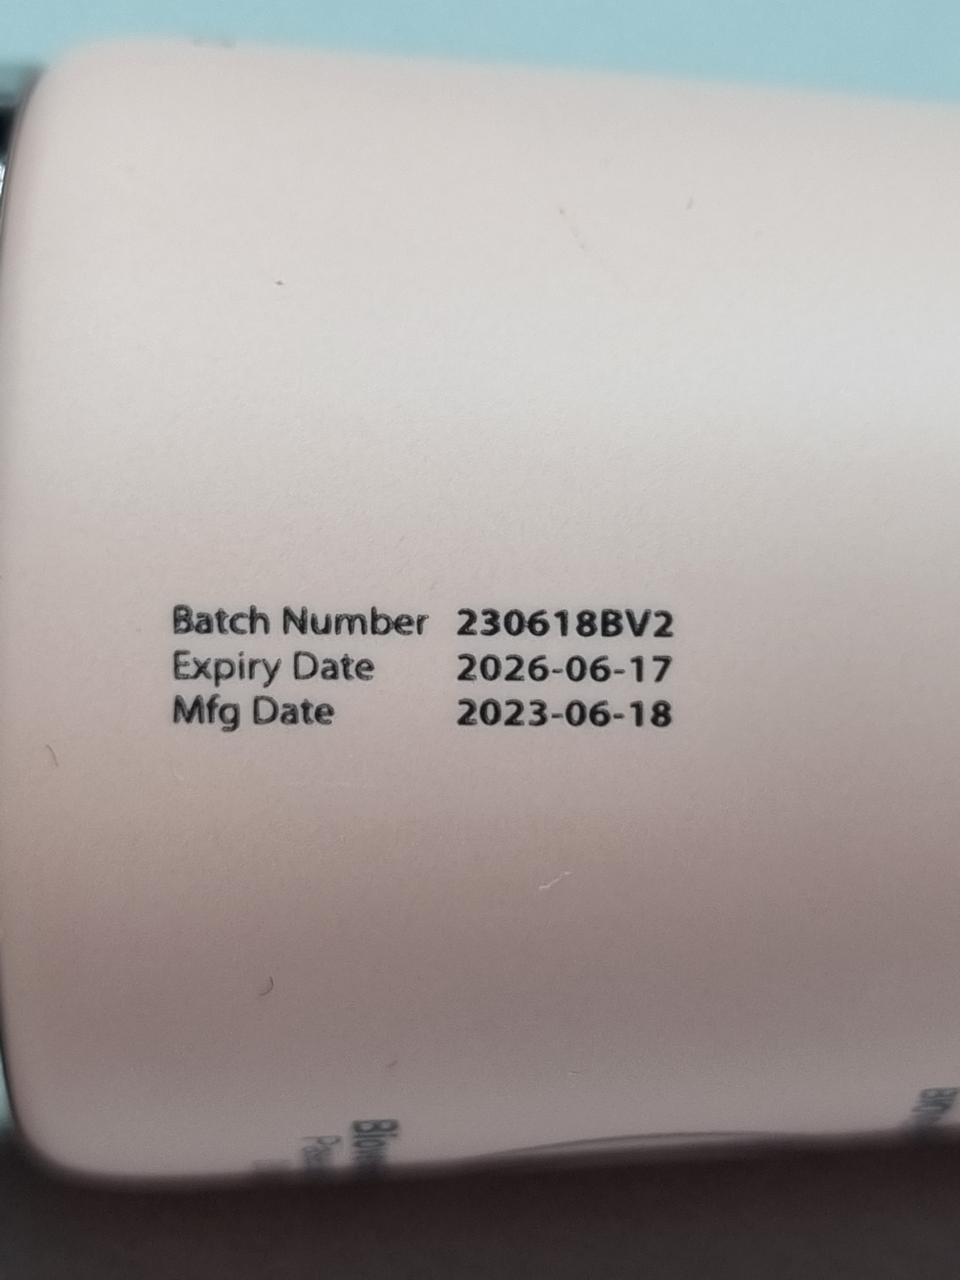 Batch Number 230618BV2
Expiry Date 2026-06-17
Mfg Date 2023-06-18